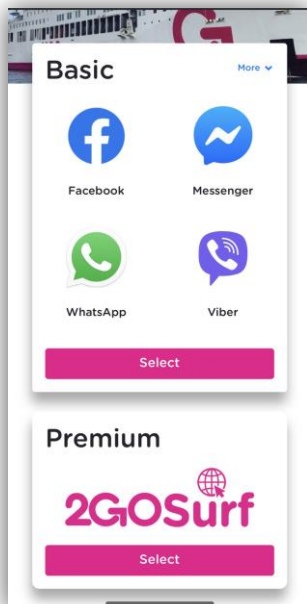 Basic
More
Facebook
Messenger
WhatsApp
Viber
Select
Premium
2GOSurf
Select